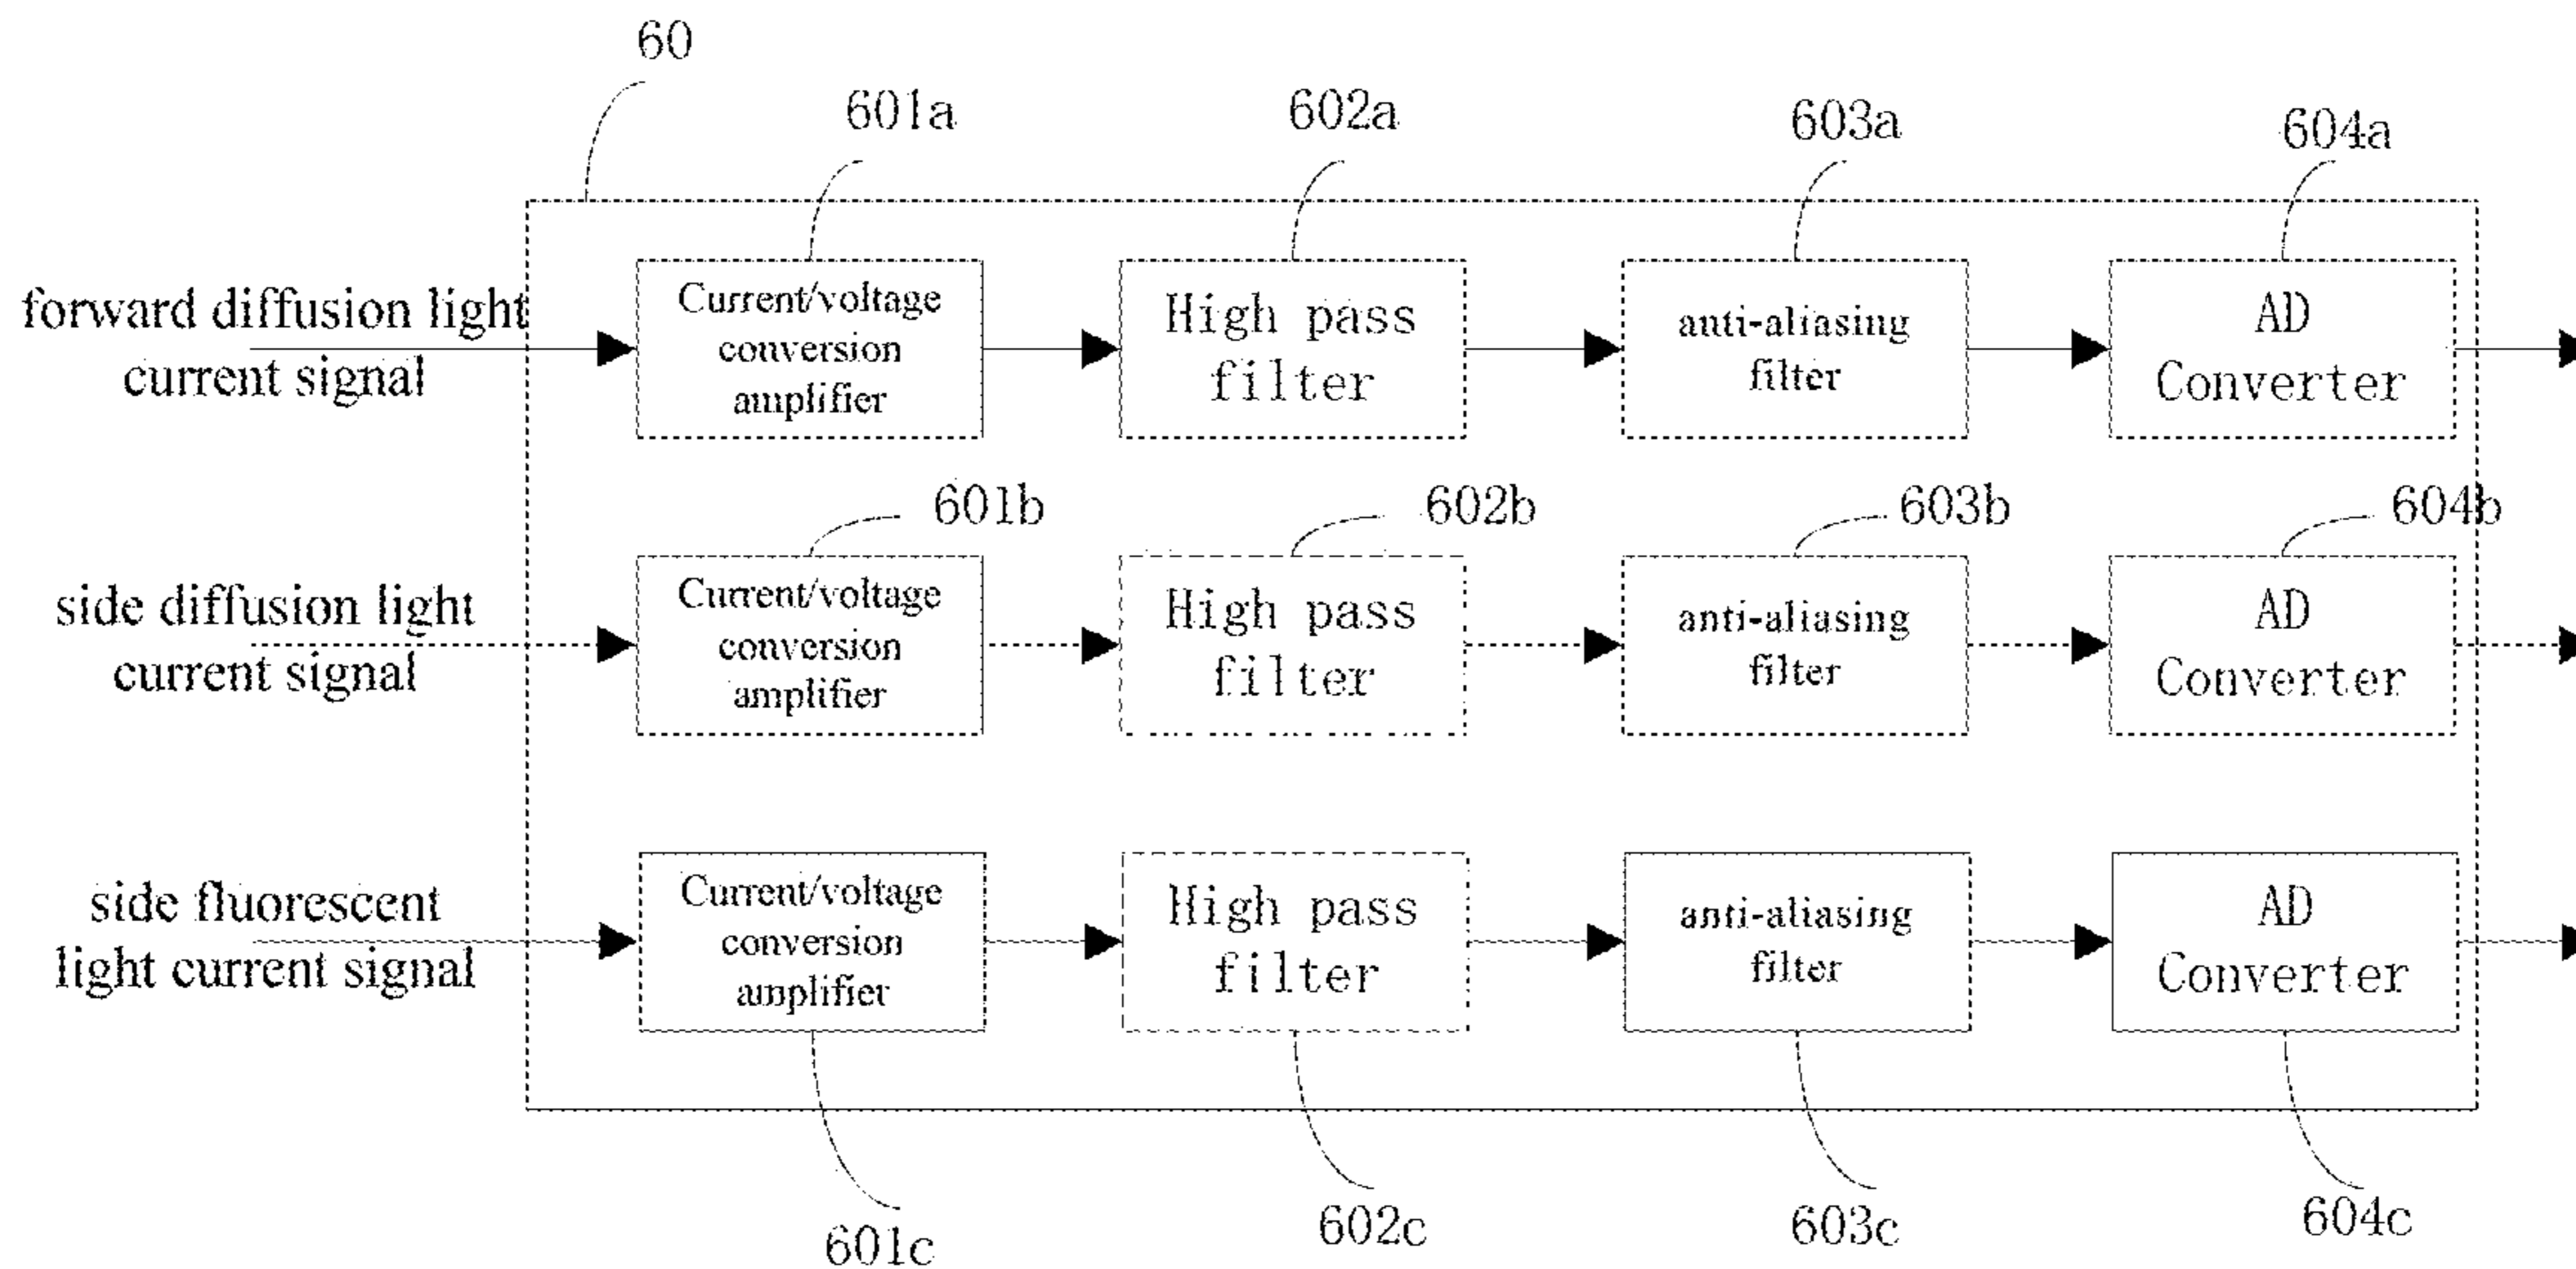 60
601a
602a
603a
604a
forward diffusion light
current signal
Current/voltage
conversion
amplifier
High pass
filter
anti-aliasing
filter
AD
Converter
601b
602b
603b
604b
side diffusion light
current signal
Current/voltage
conversion
amplifier
High pass
filter
anti-aliasing
filter
AD
Converter
side fluorescent
light current signal
Current/voltage
conversion
amplifier
High pass
filter
anti-aliasing
filter
AD
Converter
601c
602c
603c
604c